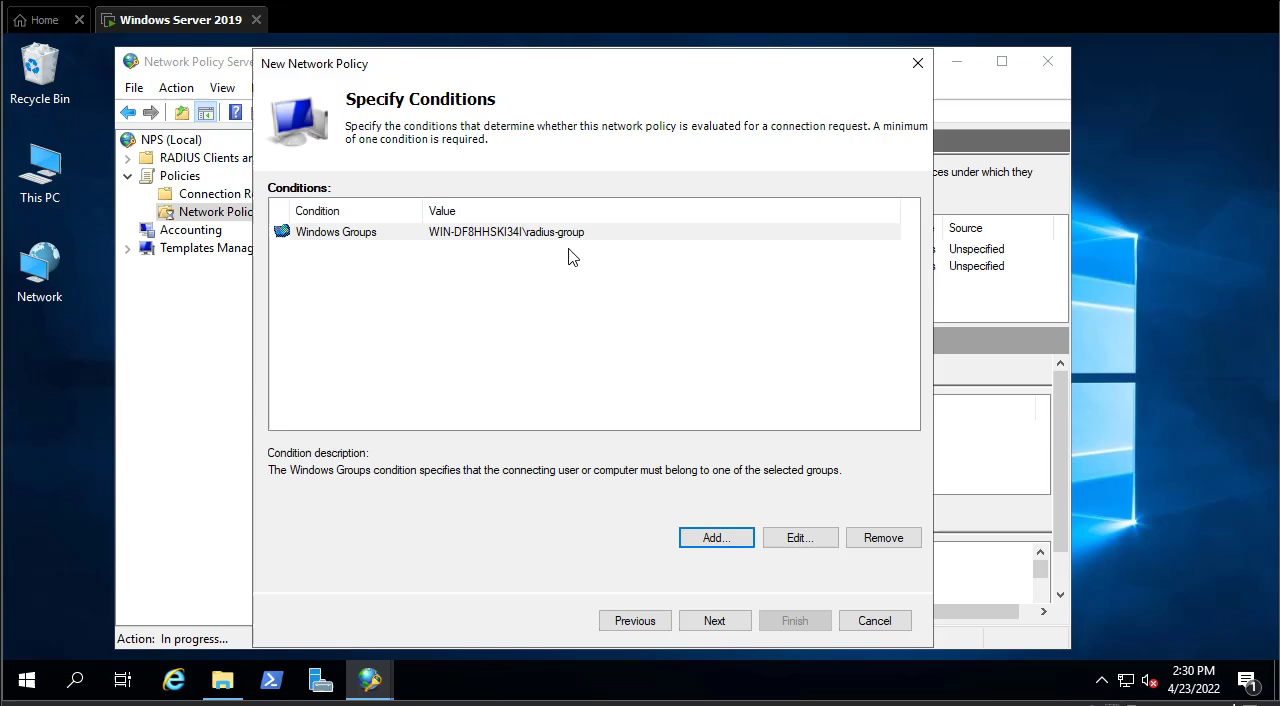 Home
Windows Server 2019
Recycle Bin
This PC
Network
Network Policy Serve
File Action View
NPS (Local)
RADIUS Clients an
Policies
Connection R
Network Polic
Accounting
Templates Manag
Action: In progress...
New Network Policy
Specify Conditions
Specify the conditions that determine whether this network policy is evaluated for a connection request. A minimum
of one condition is required.
Conditions:
Condition Value
Windows Groups WIN-DF8HHSKI34I\radius-group
Condition description:
The Windows Groups condition specifies that the connecting user or computer must belong to one of the selected groups.
Add... Edit... Remove
Previous Next Finish Cancel
ces under which they
Source
Unspecified
Unspecified
2:30 PM
4/23/2022
1